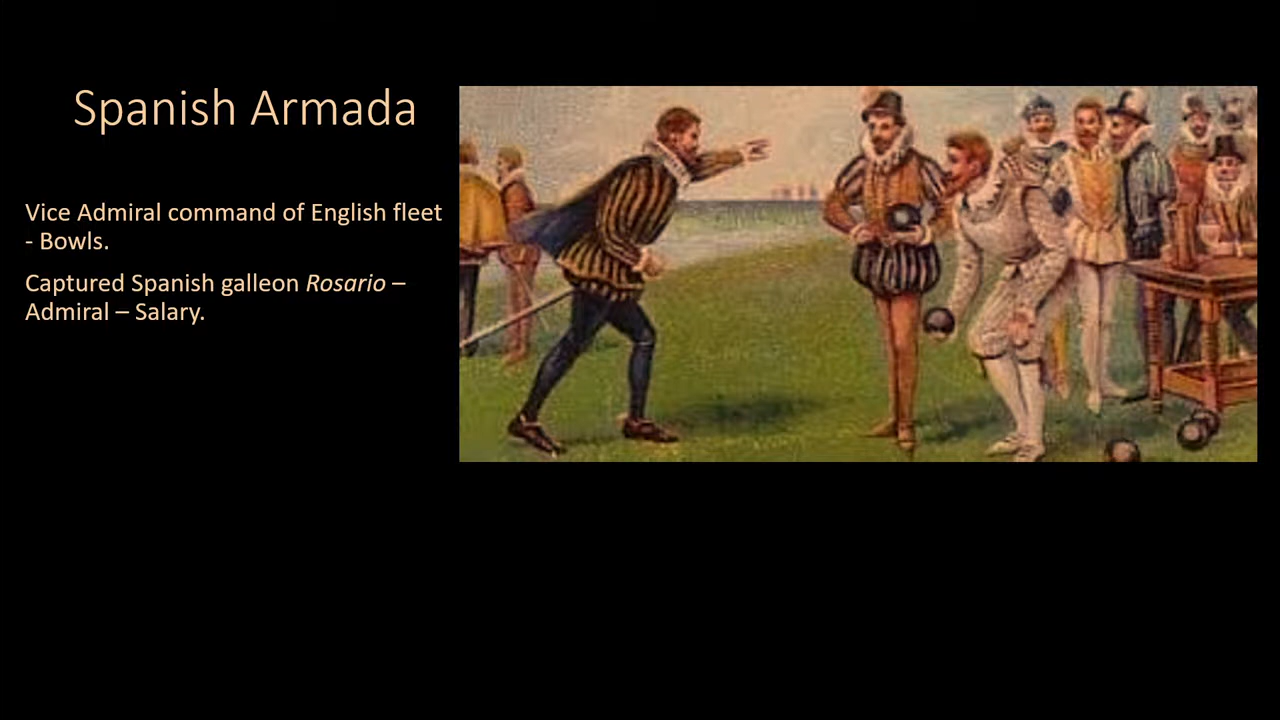 Spanish Armada
Vice Admiral command of English fleet
- Bowls.
Captured Spanish galleon Rosario –
Admiral – Salary.